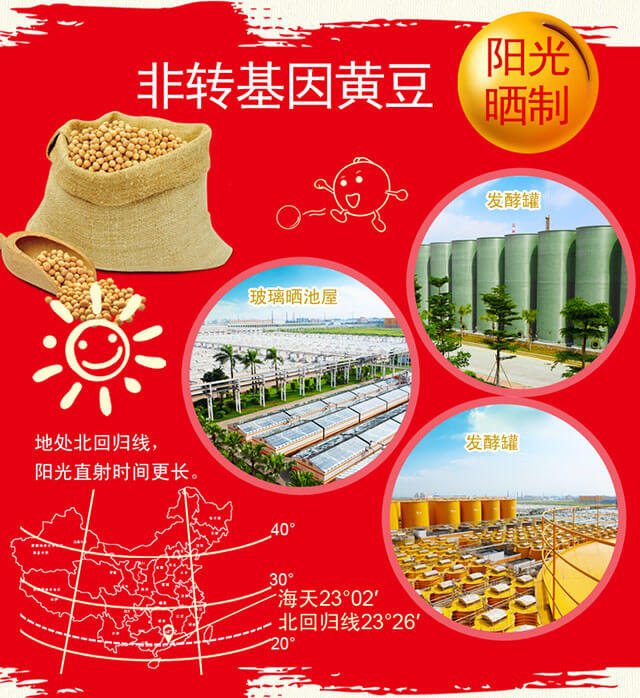 非转基因黄豆
阳光
晒制
发酵罐
玻璃晒池屋
发酵罐
地处北回归线，
阳光直射时间更长。
40°
30°
海天23°02′
北回归线23°26′
20°